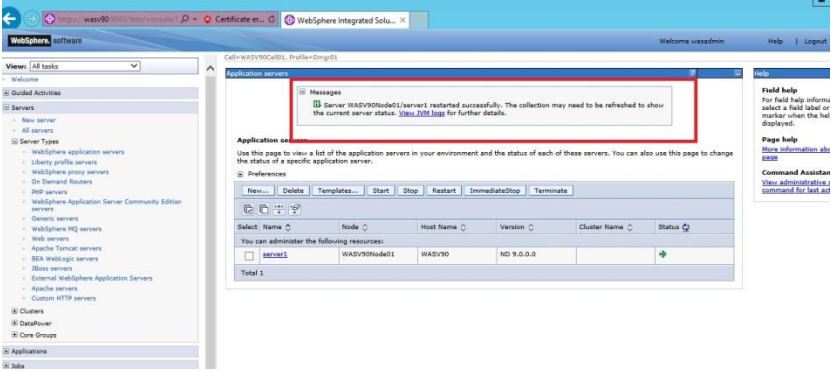 https://wasv90:9043/ibm/console/l
Certificate er...
WebSphere Integrated Solu...
WebSphere. software
Welcome wasadmin
Help | Logout
View: All tasks
Welcome
Guided Activities
Servers
New server
All servers
Server Types
WebSphere application servers
Liberty profile servers
WebSphere proxy servers
On Demand Routers
PHP servers
WebSphere Application Server Community Edition
servers
Generic servers
WebSphere MQ servers
Web servers
Apache Tomcat servers
BEA WebLogic servers
JBoss servers
External WebSphere Application Servers
Apache servers
Custom HTTP servers
Clusters
DataPower
Core Groups
Applications
Jobs
Cell=WASV90Cell01, Profile=Dmgr01
Application servers
?
Messages
Server WASV90Node01/server1 restarted successfully. The collection may need to be refreshed to show
the current server status. View JVM logs for further details.
Application servers
Use this page to view a list of the application servers in your environment and the status of each of these servers. You can also use this page to change
the status of a specific application server.
Preferences
New... Delete Templates... Start Stop Restart ImmediateStop Terminate
Select Name Node Host Name Version Cluster Name Status
You can administer the following resources:
server1 WASV90Node01 WASV90 ND 9.0.0.0
Total 1
Help
Field help
For field help informa
select a field label or
marker when the hel
displayed.
Page help
More information abo
page
Command Assistan
View administrative
command for last act